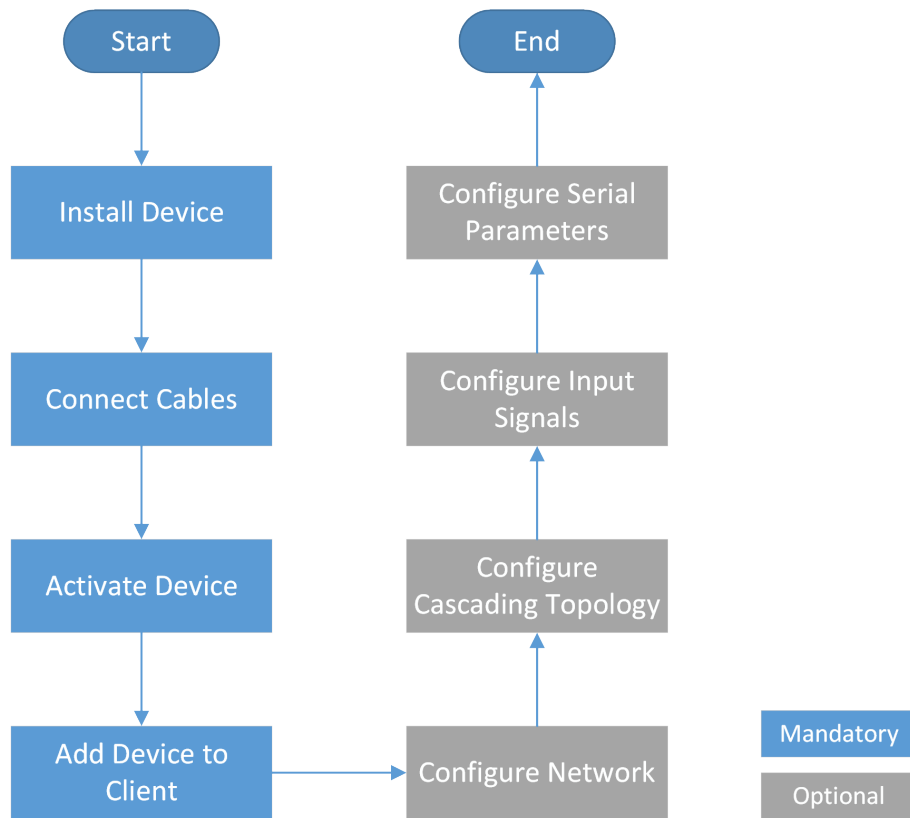 Start
Install Device
Connect Cables
Activate Device
Add Device to
Client
Configure Network
Configure
Cascading Topology
Configure Input
Signals
Configure Serial
Parameters
End
Mandatory
Optional